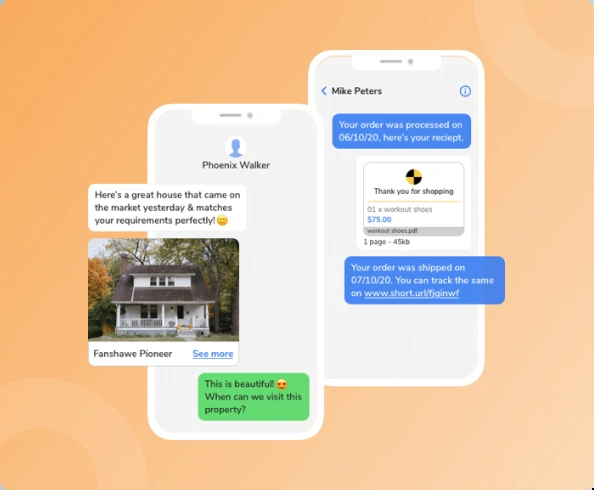 Phoenix Walker
Here's a great house that came on
the market yesterday & matches
your requirements perfectly!😊
Fanshawe Pioneer See more
This is beautiful! 😍
When can we visit this
property?
Mike Peters
Your order was processed on
06/10/20, here's your reciept.
Thank you for shopping
01 x workout shoes
$75.00
workout shoes.pdf
1 page - 45kb
Your order was shipped on
07/10/20. You can track the same
on www.short.url/fjginwf